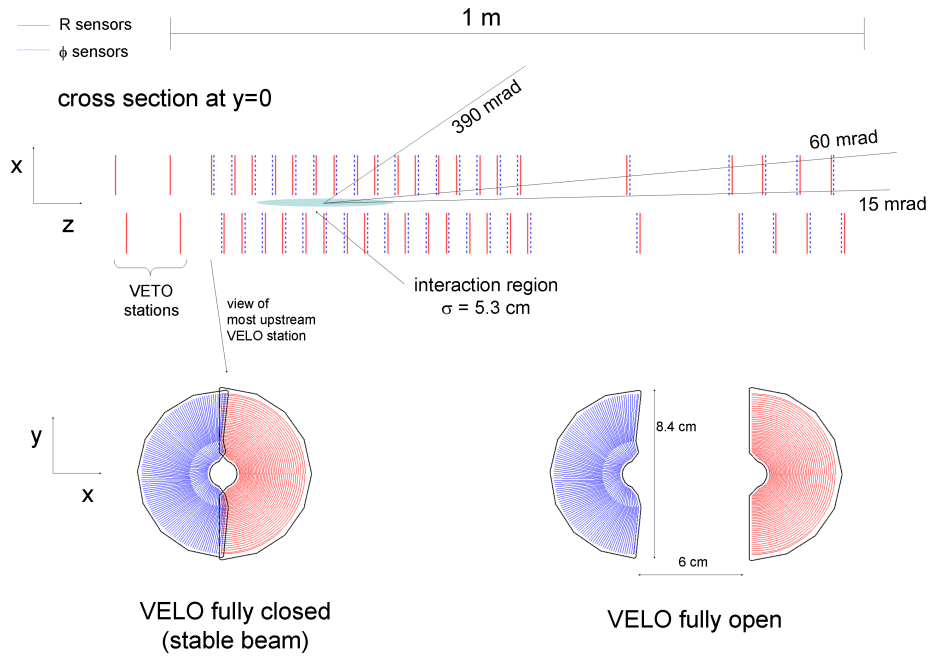 R sensors
1 m
ϕ sensors
cross section at y=0
390 mrad
60 mrad
x
15 mrad
z
VETO
stations
interaction region
σ = 5.3 cm
view of
most upstream
VELO station
y
x
8.4 cm
6 cm
VELO fully closed
(stable beam)
VELO fully open